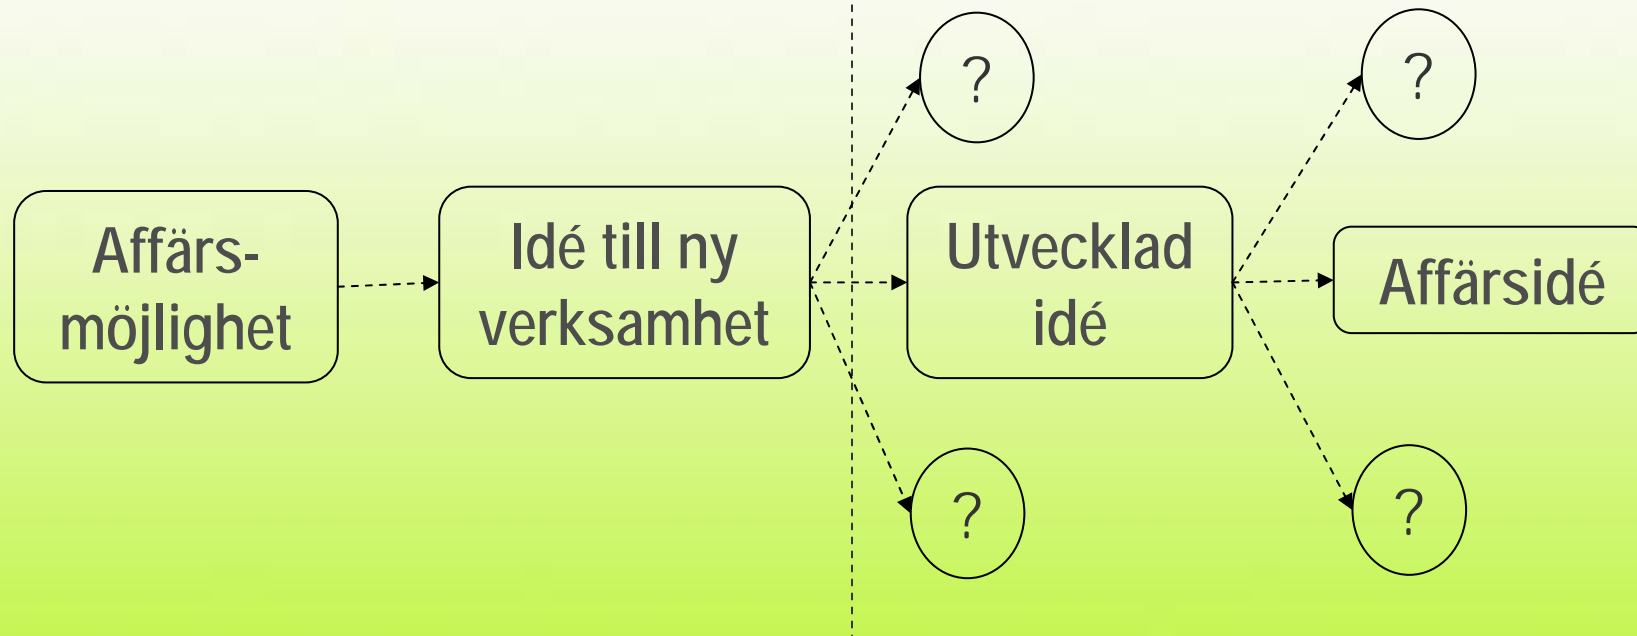 ?
?
Affärs-
möjlighet
Idé till ny
verksamhet
Utvecklad
idé
Affärsidé
?
?